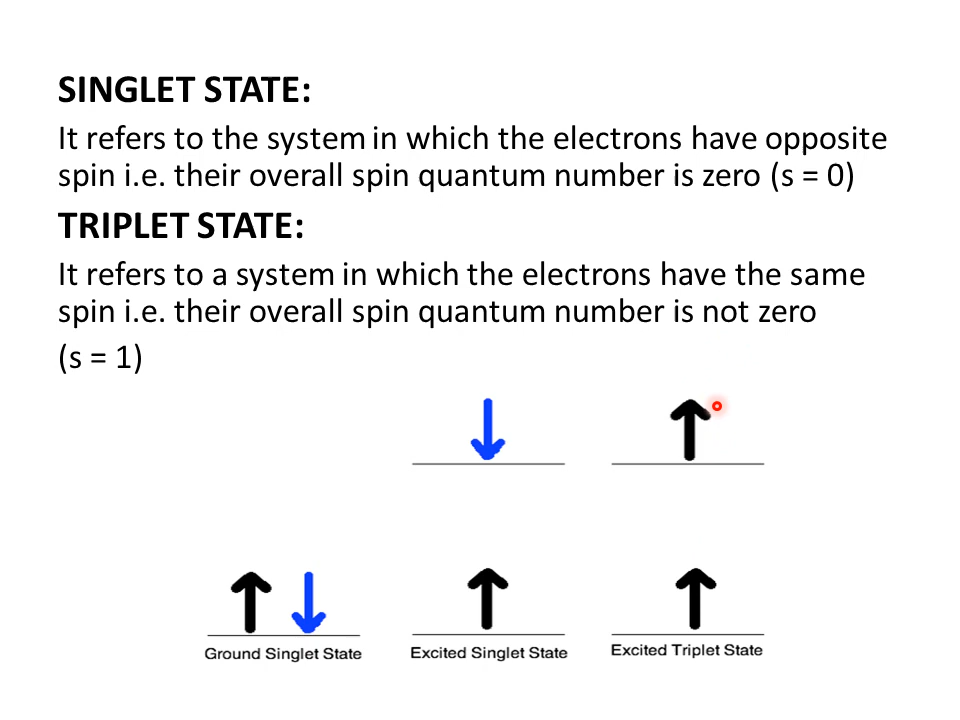 SINGLET STATE:
It refers to the system in which the electrons have opposite
spin i.e. their overall spin quantum number is zero (s = 0)
TRIPLET STATE:
It refers to a system in which the electrons have the same
spin i.e. their overall spin quantum number is not zero
(s = 1)
Ground Singlet State
Excited Singlet State
Excited Triplet State